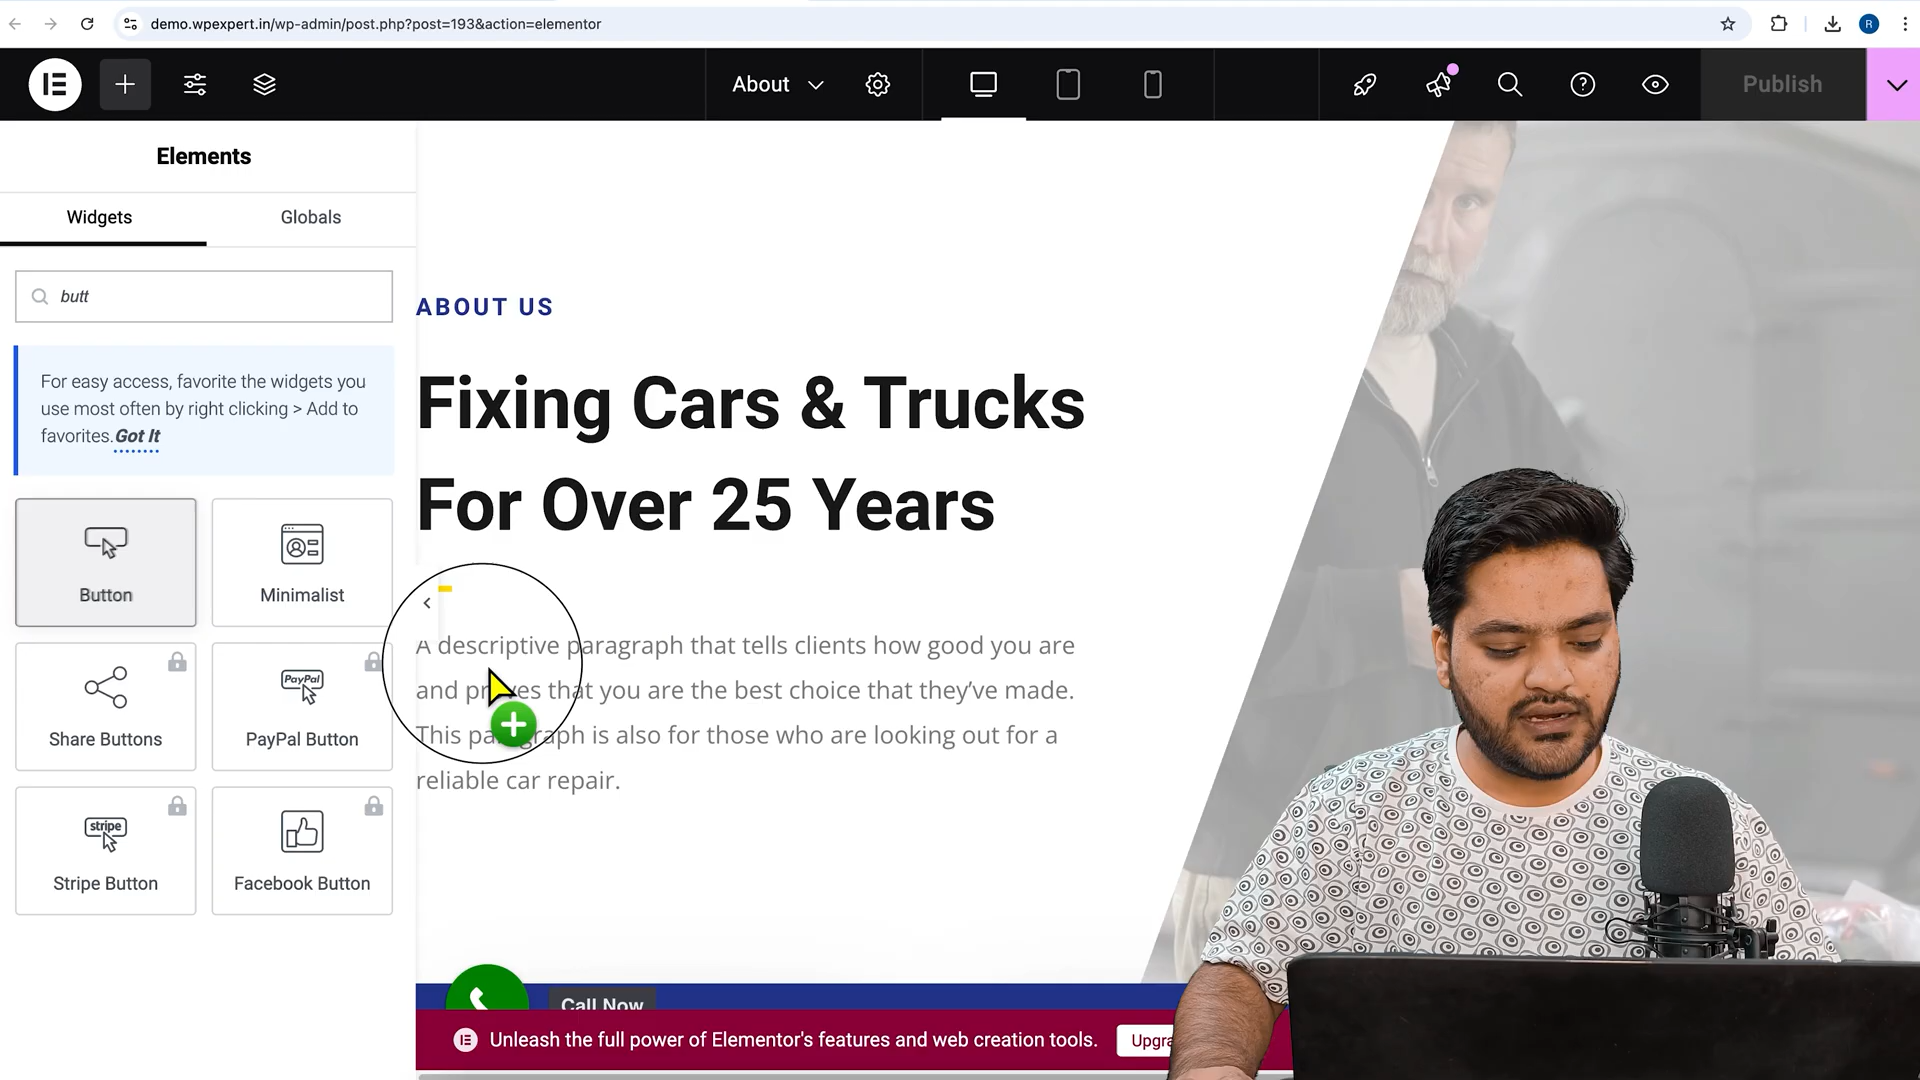 demo.wpexpert.in/wp-admin/post.php?post=193&action=elementor
R
About
Publish
Elements
Widgets
Globals
butt
For easy access, favorite the widgets you
use most often by right clicking > Add to
favorites. Got It
Button
Minimalist
Share Buttons
PayPal
PayPal Button
stripe
Stripe Button
Facebook Button
ABOUT US
Fixing Cars & Trucks
For Over 25 Years
A descriptive paragraph that tells clients how good you are
and proves that you are the best choice that they've made.
This paragraph is also for those who are looking out for a
reliable car repair.
Call Now
Unleash the full power of Elementor's features and web creation tools.
Upgra